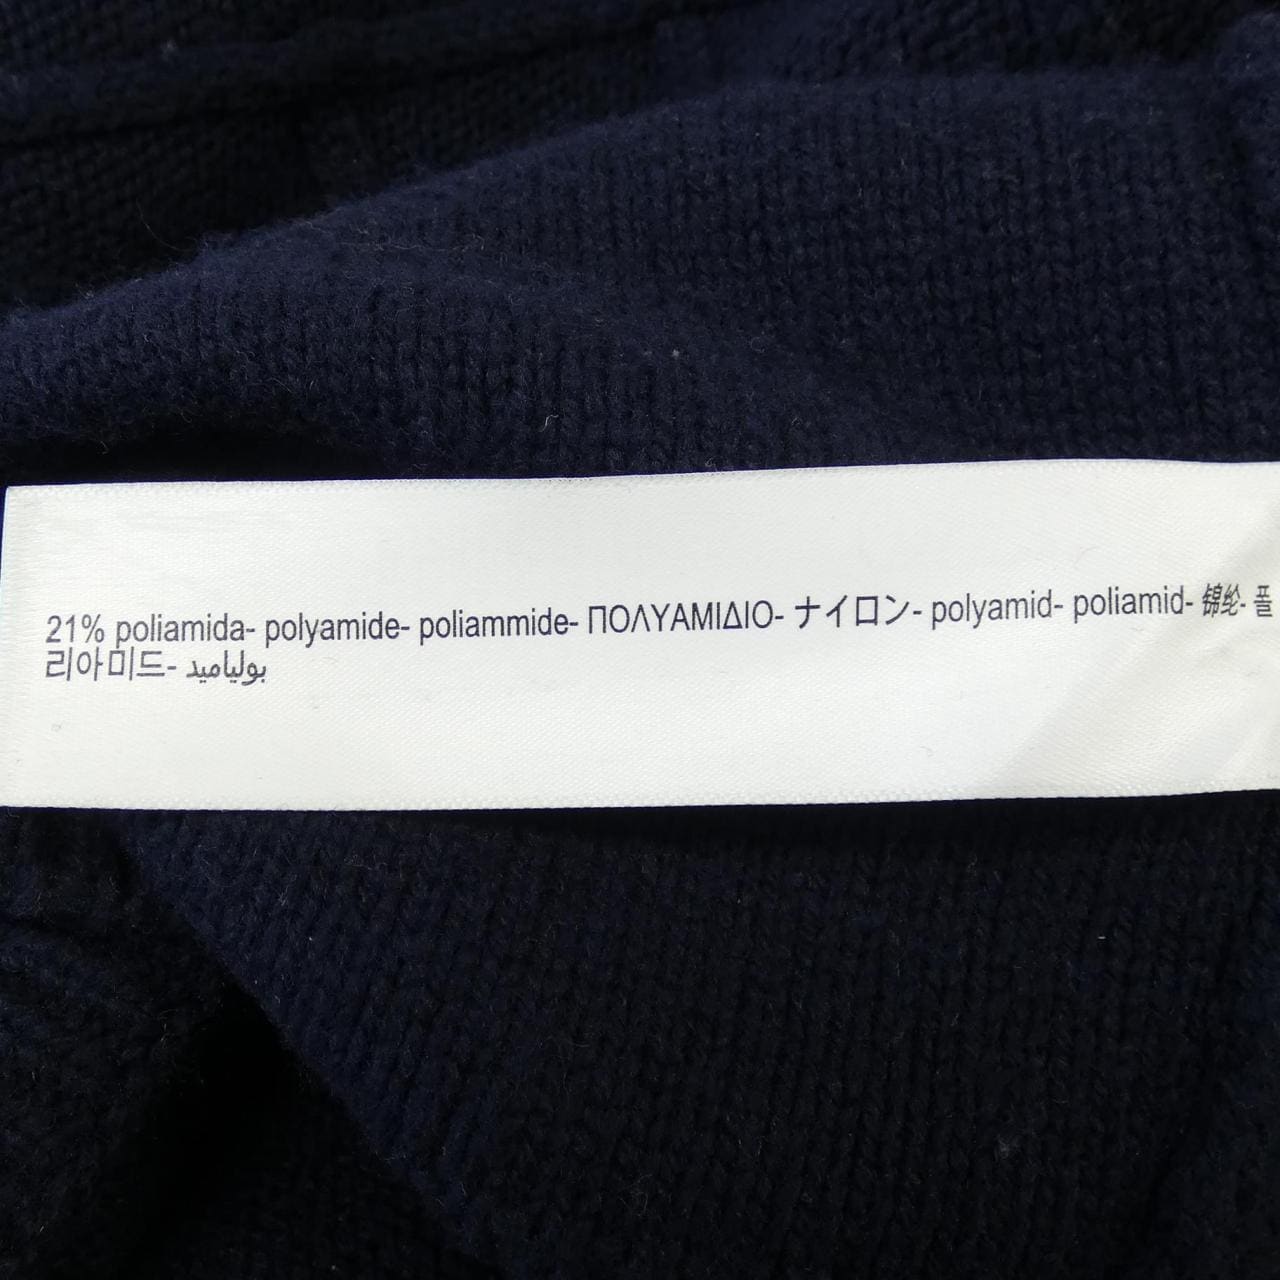 21% poliamida- polyamide- poliammide- ΠΟΛΥΑΜΙΔΙΟ- ナイロン- polyamid- poliamid- 锦纶- 폴
리아미드- بولياميد